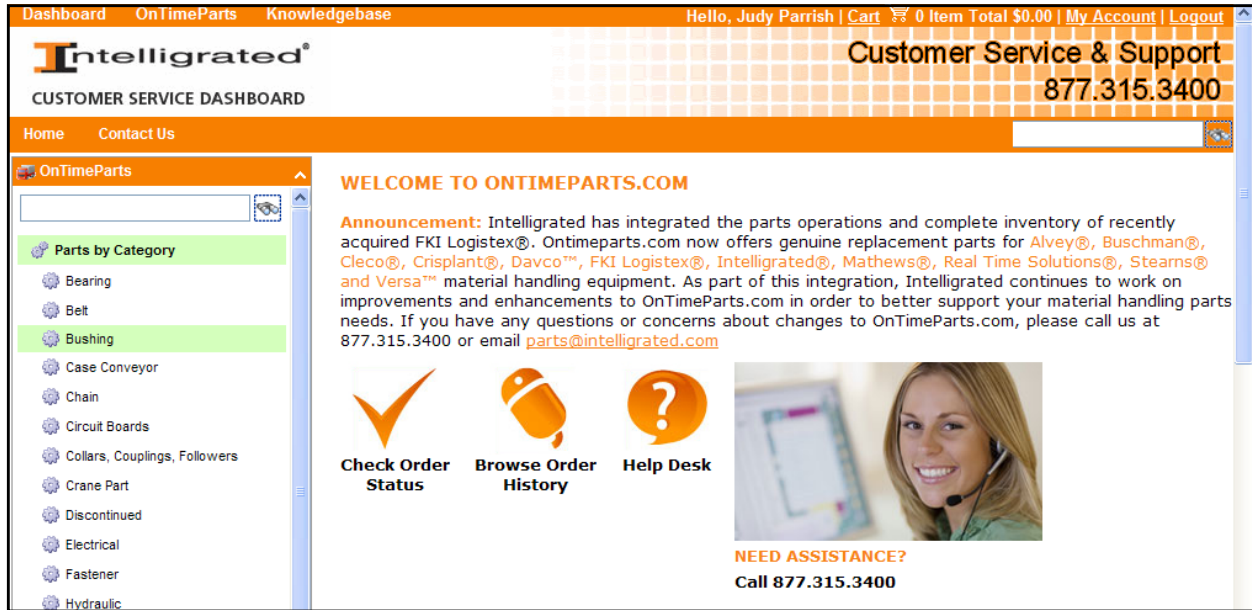 Dashboard OnTimeParts Knowledgebase
Hello, Judy Parrish | Cart 0 Item Total $0.00 | My Account | Logout
Intelligrated®
CUSTOMER SERVICE DASHBOARD
Customer Service & Support
877.315.3400
Home Contact Us
OnTimeParts
Parts by Category
Bearing
Belt
Bushing
Case Conveyor
Chain
Circuit Boards
Collars, Couplings, Followers
Crane Part
Discontinued
Electrical
Fastener
Hydraulic
WELCOME TO ONTIMEPARTS.COM
Announcement: Intelligrated has integrated the parts operations and complete inventory of recently
acquired FKI Logistex®. Ontimeparts.com now offers genuine replacement parts for Alvey®, Buschman®,
Cleco®, Crisplant®, Davco™, FKI Logistex®, Intelligrated®, Mathews®, Real Time Solutions®, Stearns®
and Versa™ material handling equipment. As part of this integration, Intelligrated continues to work on
improvements and enhancements to OnTimeParts.com in order to better support your material handling parts
needs. If you have any questions or concerns about changes to OnTimeParts.com, please call us at
877.315.3400 or email parts@intelligrated.com
Check Order
Status
Browse Order
History
Help Desk
NEED ASSISTANCE?
Call 877.315.3400